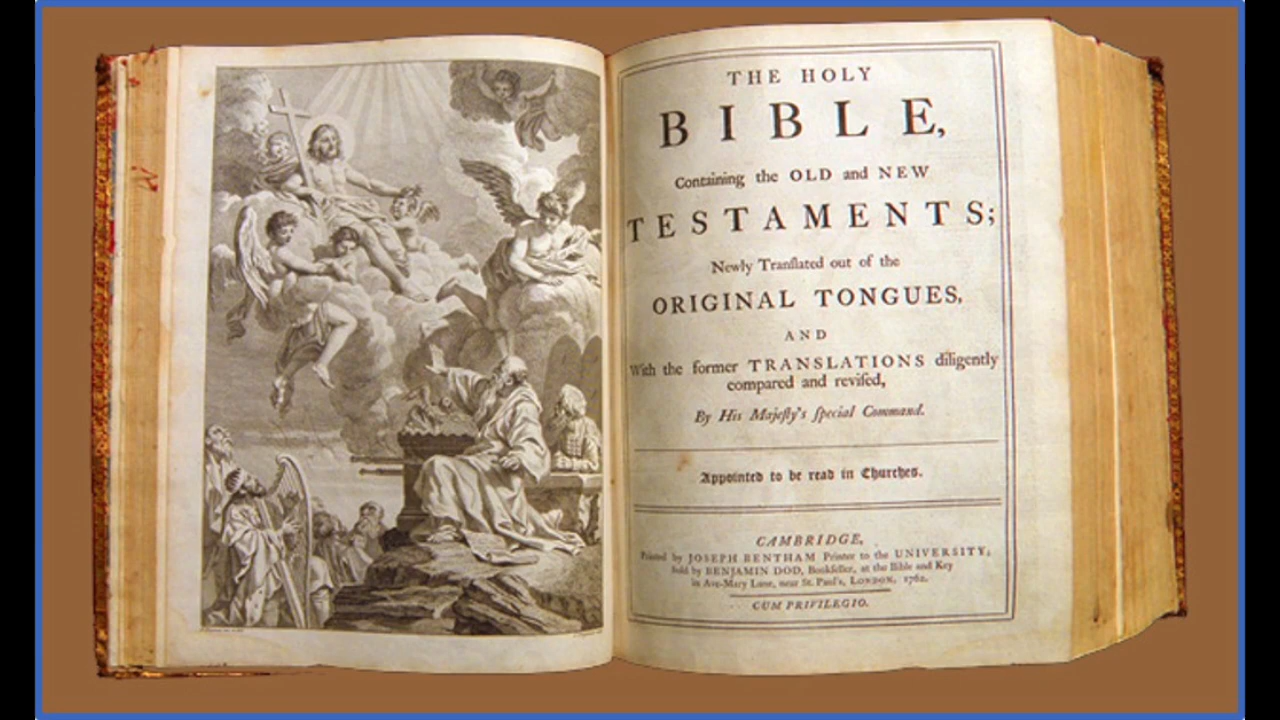 THE HOLY
BIBLE,
Containing the OLD and NEW
TESTAMENTS;
Newly Tranſlated out of the
ORIGINAL TONGUES,
AND
With the former TRANSLATIONS diligently
compared and reviſed,
By His Majeſty's ſpecial Command.
Appointed to be read in Churches.
CAMBRIDGE,
Printed by JOSEPH BENTHAM Printer to the UNIVERSITY;
Sold by BENJAMIN DOD, Bookſeller, at the Bible and Key
in Ave-Mary Lane, near St. Paul's, LONDON. 1762.
CUM PRIVILEGIO.